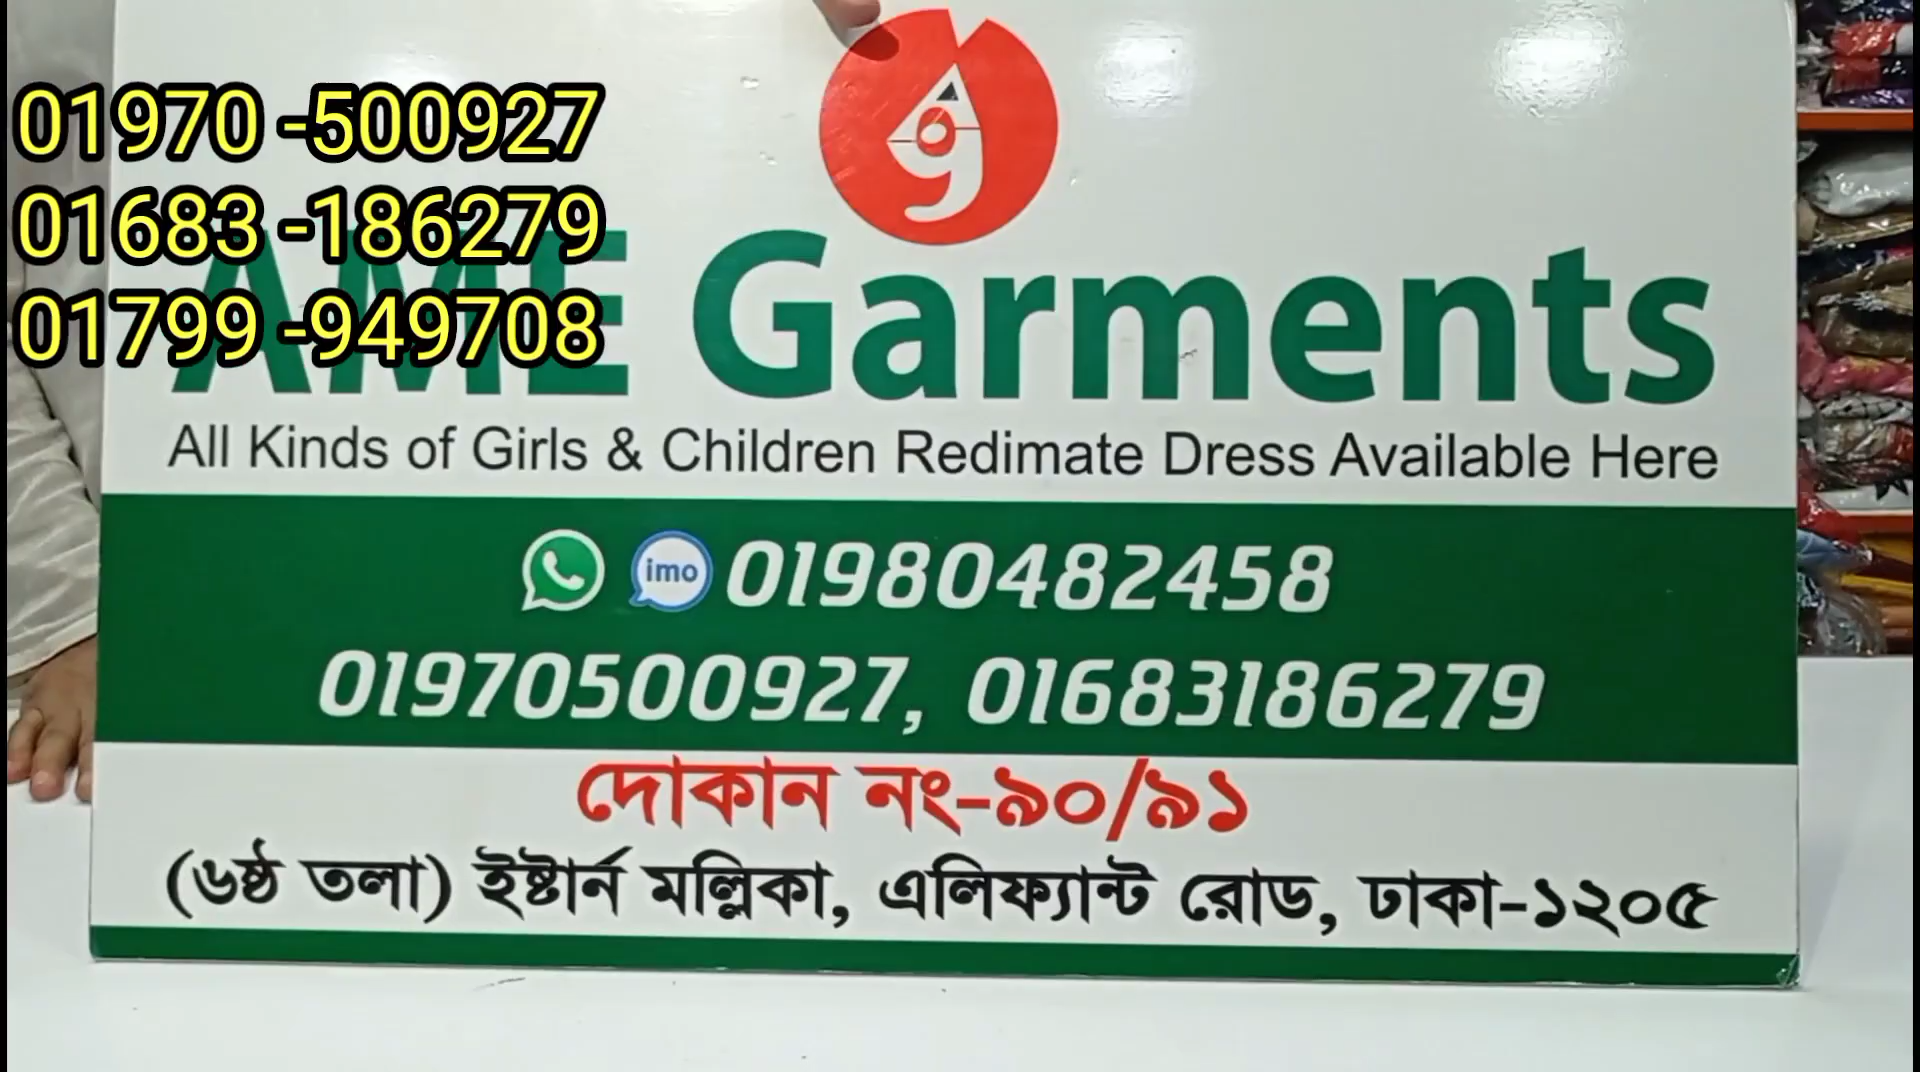 01970 -500927
01683 -186279
01799 -949708
AME Garments
All Kinds of Girls & Children Redimate Dress Available Here
imo 01980482458
01970500927, 01683186279
দোকান নং-৯০/৯১
(৬ষ্ঠ তলা) ইষ্টার্ন মল্লিকা, এলিফ্যান্ট রোড, ঢাকা-১২০৫